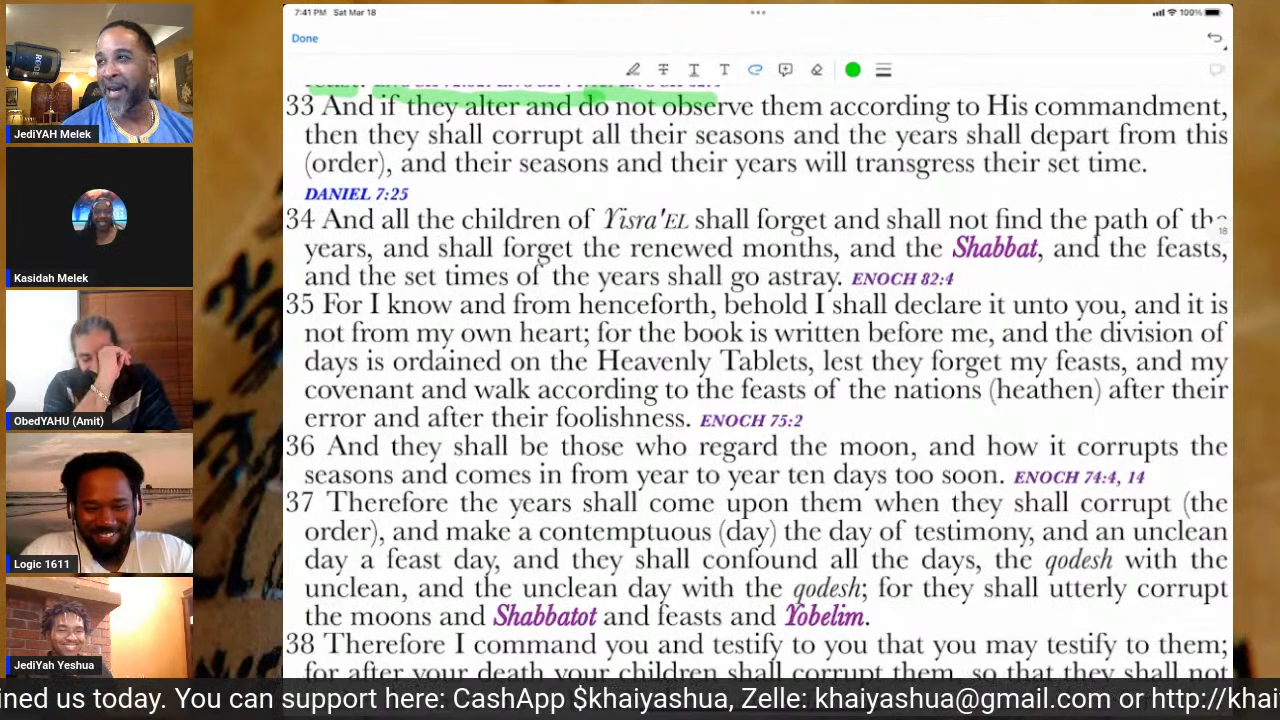 JediYAH Melek
Kasidah Melek
ObedYAHU (Amit)
Logic 1611
JediYah Yeshua
7:41 PM Sat Mar 18
100%
Done
33 And if they alter and do not observe them according to His commandment,
then they shall corrupt all their seasons and the years shall depart from this
(order), and their seasons and their years will transgress their set time.
DANIEL 7:25
34 And all the children of Yisra'EL shall forget and shall not find the path of the
18
years, and shall forget the renewed months, and the Shabbat, and the feasts,
and the set times of the years shall go astray. ENOCH 82:4
35 For I know and from henceforth, behold I shall declare it unto you, and it is
not from my own heart; for the book is written before me, and the division of
days is ordained on the Heavenly Tablets, lest they forget my feasts, and my
covenant and walk according to the feasts of the nations (heathen) after their
error and after their foolishness. ENOCH 75:2
36 And they shall be those who regard the moon, and how it corrupts the
seasons and comes in from year to year ten days too soon. ENOCH 74:4, 14
37 Therefore the years shall come upon them when they shall corrupt (the
order), and make a contemptuous (day) the day of testimony, and an unclean
day a feast day, and they shall confound all the days, the qodesh with the
unclean, and the unclean day with the qodesh; for they shall utterly corrupt
the moons and Shabbatot and feasts and Yobelim.
38 Therefore I command you and testify to you that you may testify to them;
for after your death your children shall corrupt them, so that they shall not
ined us today. You can support here: CashApp $khaiyashua, Zelle: khaiyashua@gmail.com or http://khai